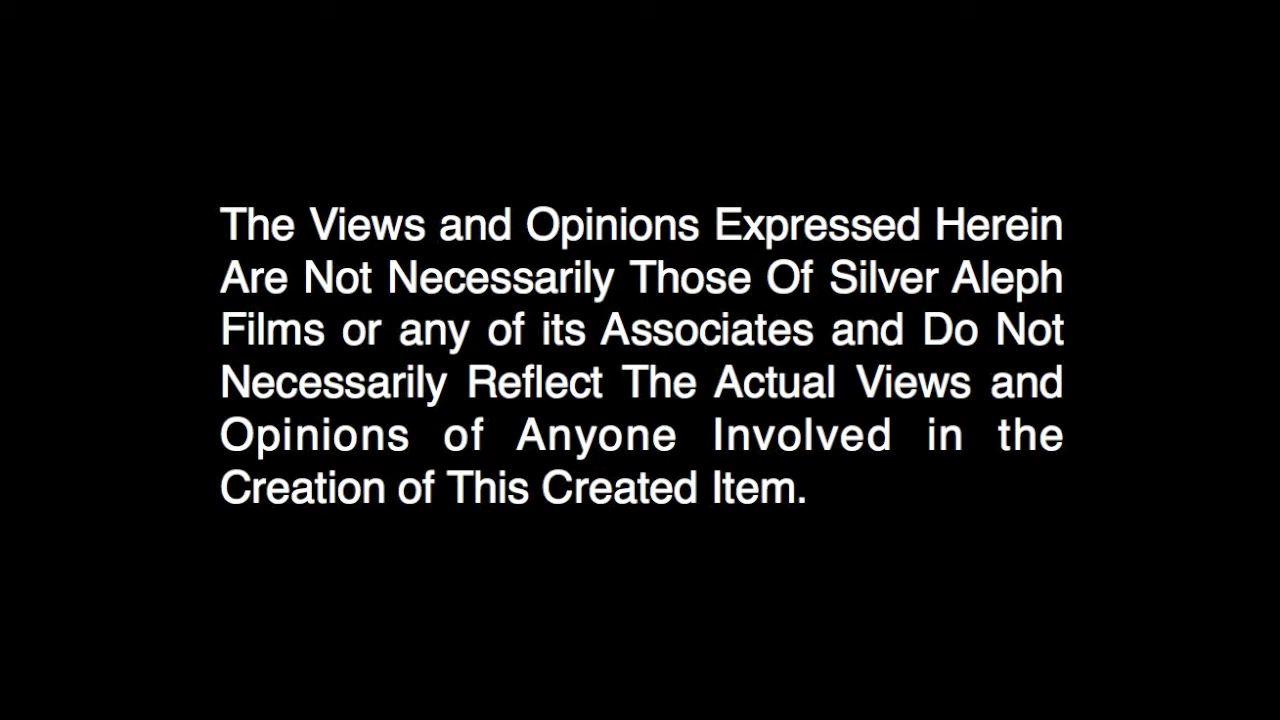 The Views and Opinions Expressed Herein
Are Not Necessarily Those Of Silver Aleph
Films or any of its Associates and Do Not
Necessarily Reflect The Actual Views and
Opinions of Anyone Involved in the
Creation of This Created Item.